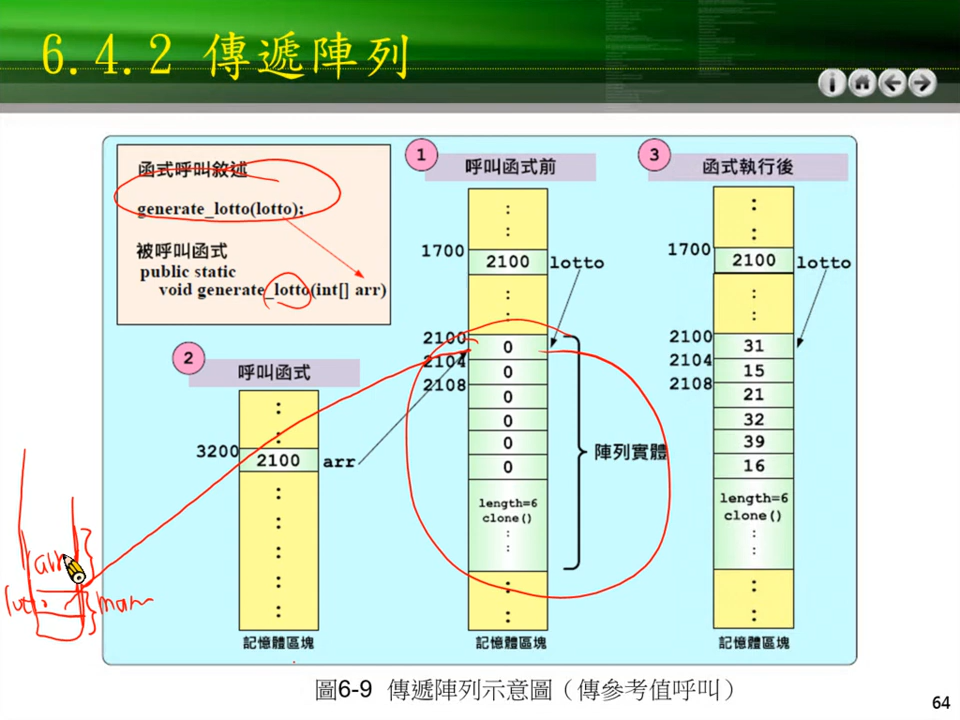 6.4.2 傳遞陣列
函式呼叫敘述
generate_lotto(lotto);
被呼叫函式
public static
void generate_lotto(int[] arr)
1
呼叫函式前
:
:
1700
2100
lotto
:
:
2100
0
2104
0
2108
0
0
0
0
陣列實體
length=6
clone()
:
:
:
:
記憶體區塊
2
呼叫函式
:
:
3200
2100
arr
:
:
:
:
:
記憶體區塊
3
函式執行後
:
:
1700
2100
lotto
:
:
2100
31
2104
15
2108
21
32
39
16
length=6
clone()
:
:
:
:
記憶體區塊
arr
main
圖6-9 傳遞陣列示意圖（傳參考值呼叫）
64